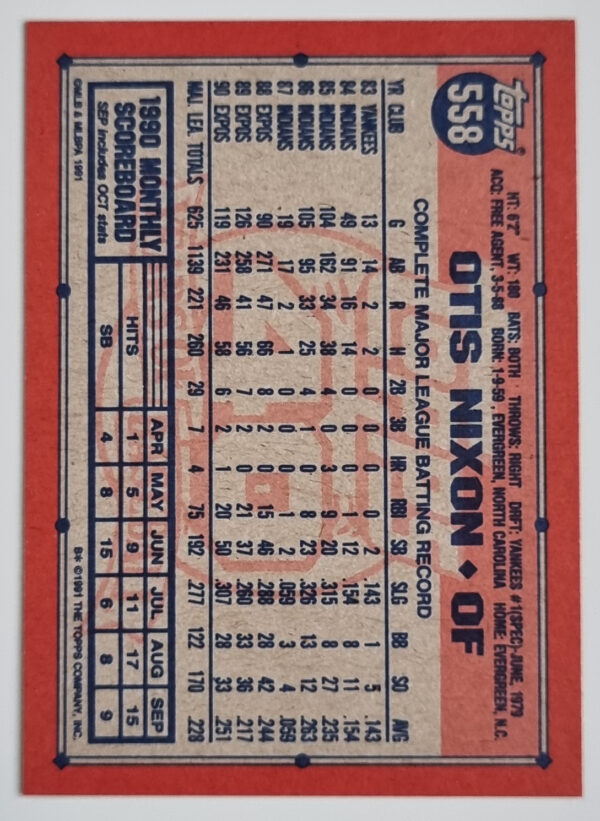 topps®
558
HT: 6'2" WT: 180 BATS: BOTH THROWS: RIGHT DRFT: YANKEES #1(SPEC)-JUNE, 1979
ACQ: FREE AGENT, 3-5-88 BORN: 1-9-59, EVERGREEN, NORTH CAROLINA HOME: EVERGREEN, N.C.
OTIS NIXON ♦ OF
COMPLETE MAJOR LEAGUE BATTING RECORD
YR CLUB G AB R H 2B 3B HR RBI SB SLG BB SO AVG
83 YANKEES 13 14 2 2 0 0 0 0 2 .143 1 5 .143
84 INDIANS 49 91 16 14 0 0 0 1 12 .154 8 11 .154
85 INDIANS 104 162 34 38 4 0 3 9 20 .315 8 27 .235
86 INDIANS 105 95 33 25 4 1 0 8 23 .326 13 12 .263
87 INDIANS 19 17 2 1 0 0 0 1 2 .059 3 4 .059
88 EXPOS 90 271 47 66 8 2 0 15 46 .288 28 42 .244
89 EXPOS 126 258 41 56 7 2 0 21 37 .260 33 36 .217
90 EXPOS 119 231 46 58 6 2 1 20 50 .307 28 33 .251
MAJ. LEA. TOTALS 625 1139 221 260 29 7 4 75 192 .277 122 170 .228
1990 MONTHLY
SCOREBOARD
SEP includes OCT stats
APR MAY JUN JUL AUG SEP
HITS 1 5 9 11 17 15
SB 4 8 15 6 8 9
©MLB & MLBPA 1991
B* ©1991 THE TOPPS COMPANY, INC.